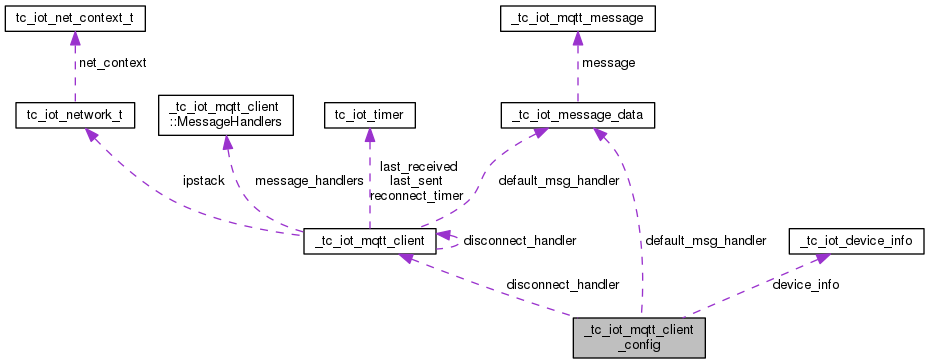 tc_iot_net_context_t
_tc_iot_mqtt_message
net_context
message
tc_iot_network_t
_tc_iot_mqtt_client
::MessageHandlers
tc_iot_timer
_tc_iot_message_data
ipstack
message_handlers
last_received
last_sent
reconnect_timer
default_msg_handler
_tc_iot_mqtt_client
disconnect_handler
default_msg_handler
_tc_iot_device_info
disconnect_handler
device_info
_tc_iot_mqtt_client
_config